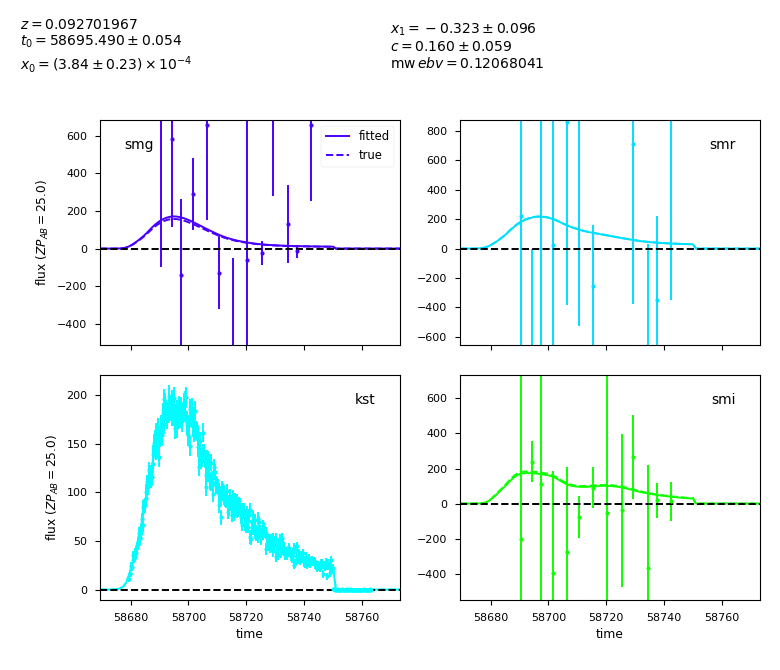 z = 0.092701967
t₀ = 58695.490 ± 0.054
x₀ = (3.84 ± 0.23) × 10⁻⁴
x₁ = −0.323 ± 0.096
c = 0.160 ± 0.059
mw ebv = 0.12068041
flux (ZP_AB = 25.0)
600
400
200
0
−200
−400
smg
fitted
true
800
600
400
200
0
−200
−400
−600
smr
flux (ZP_AB = 25.0)
200
150
100
50
0
kst
58680
58700
58720
58740
58760
time
600
400
200
0
−200
−400
smi
58680
58700
58720
58740
58760
time